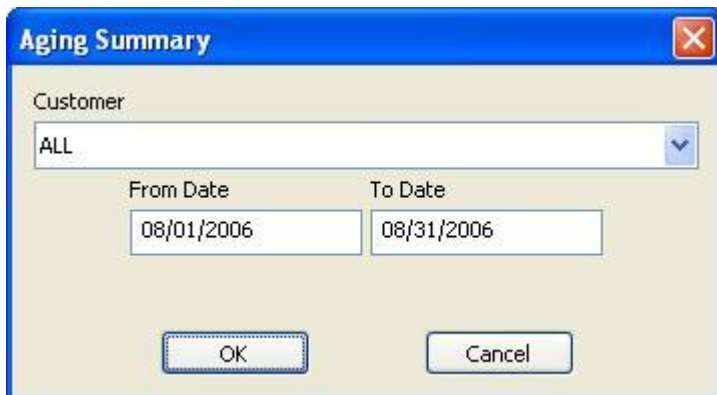 Aging Summary
Customer
ALL
From Date To Date
08/01/2006 08/31/2006
OK Cancel